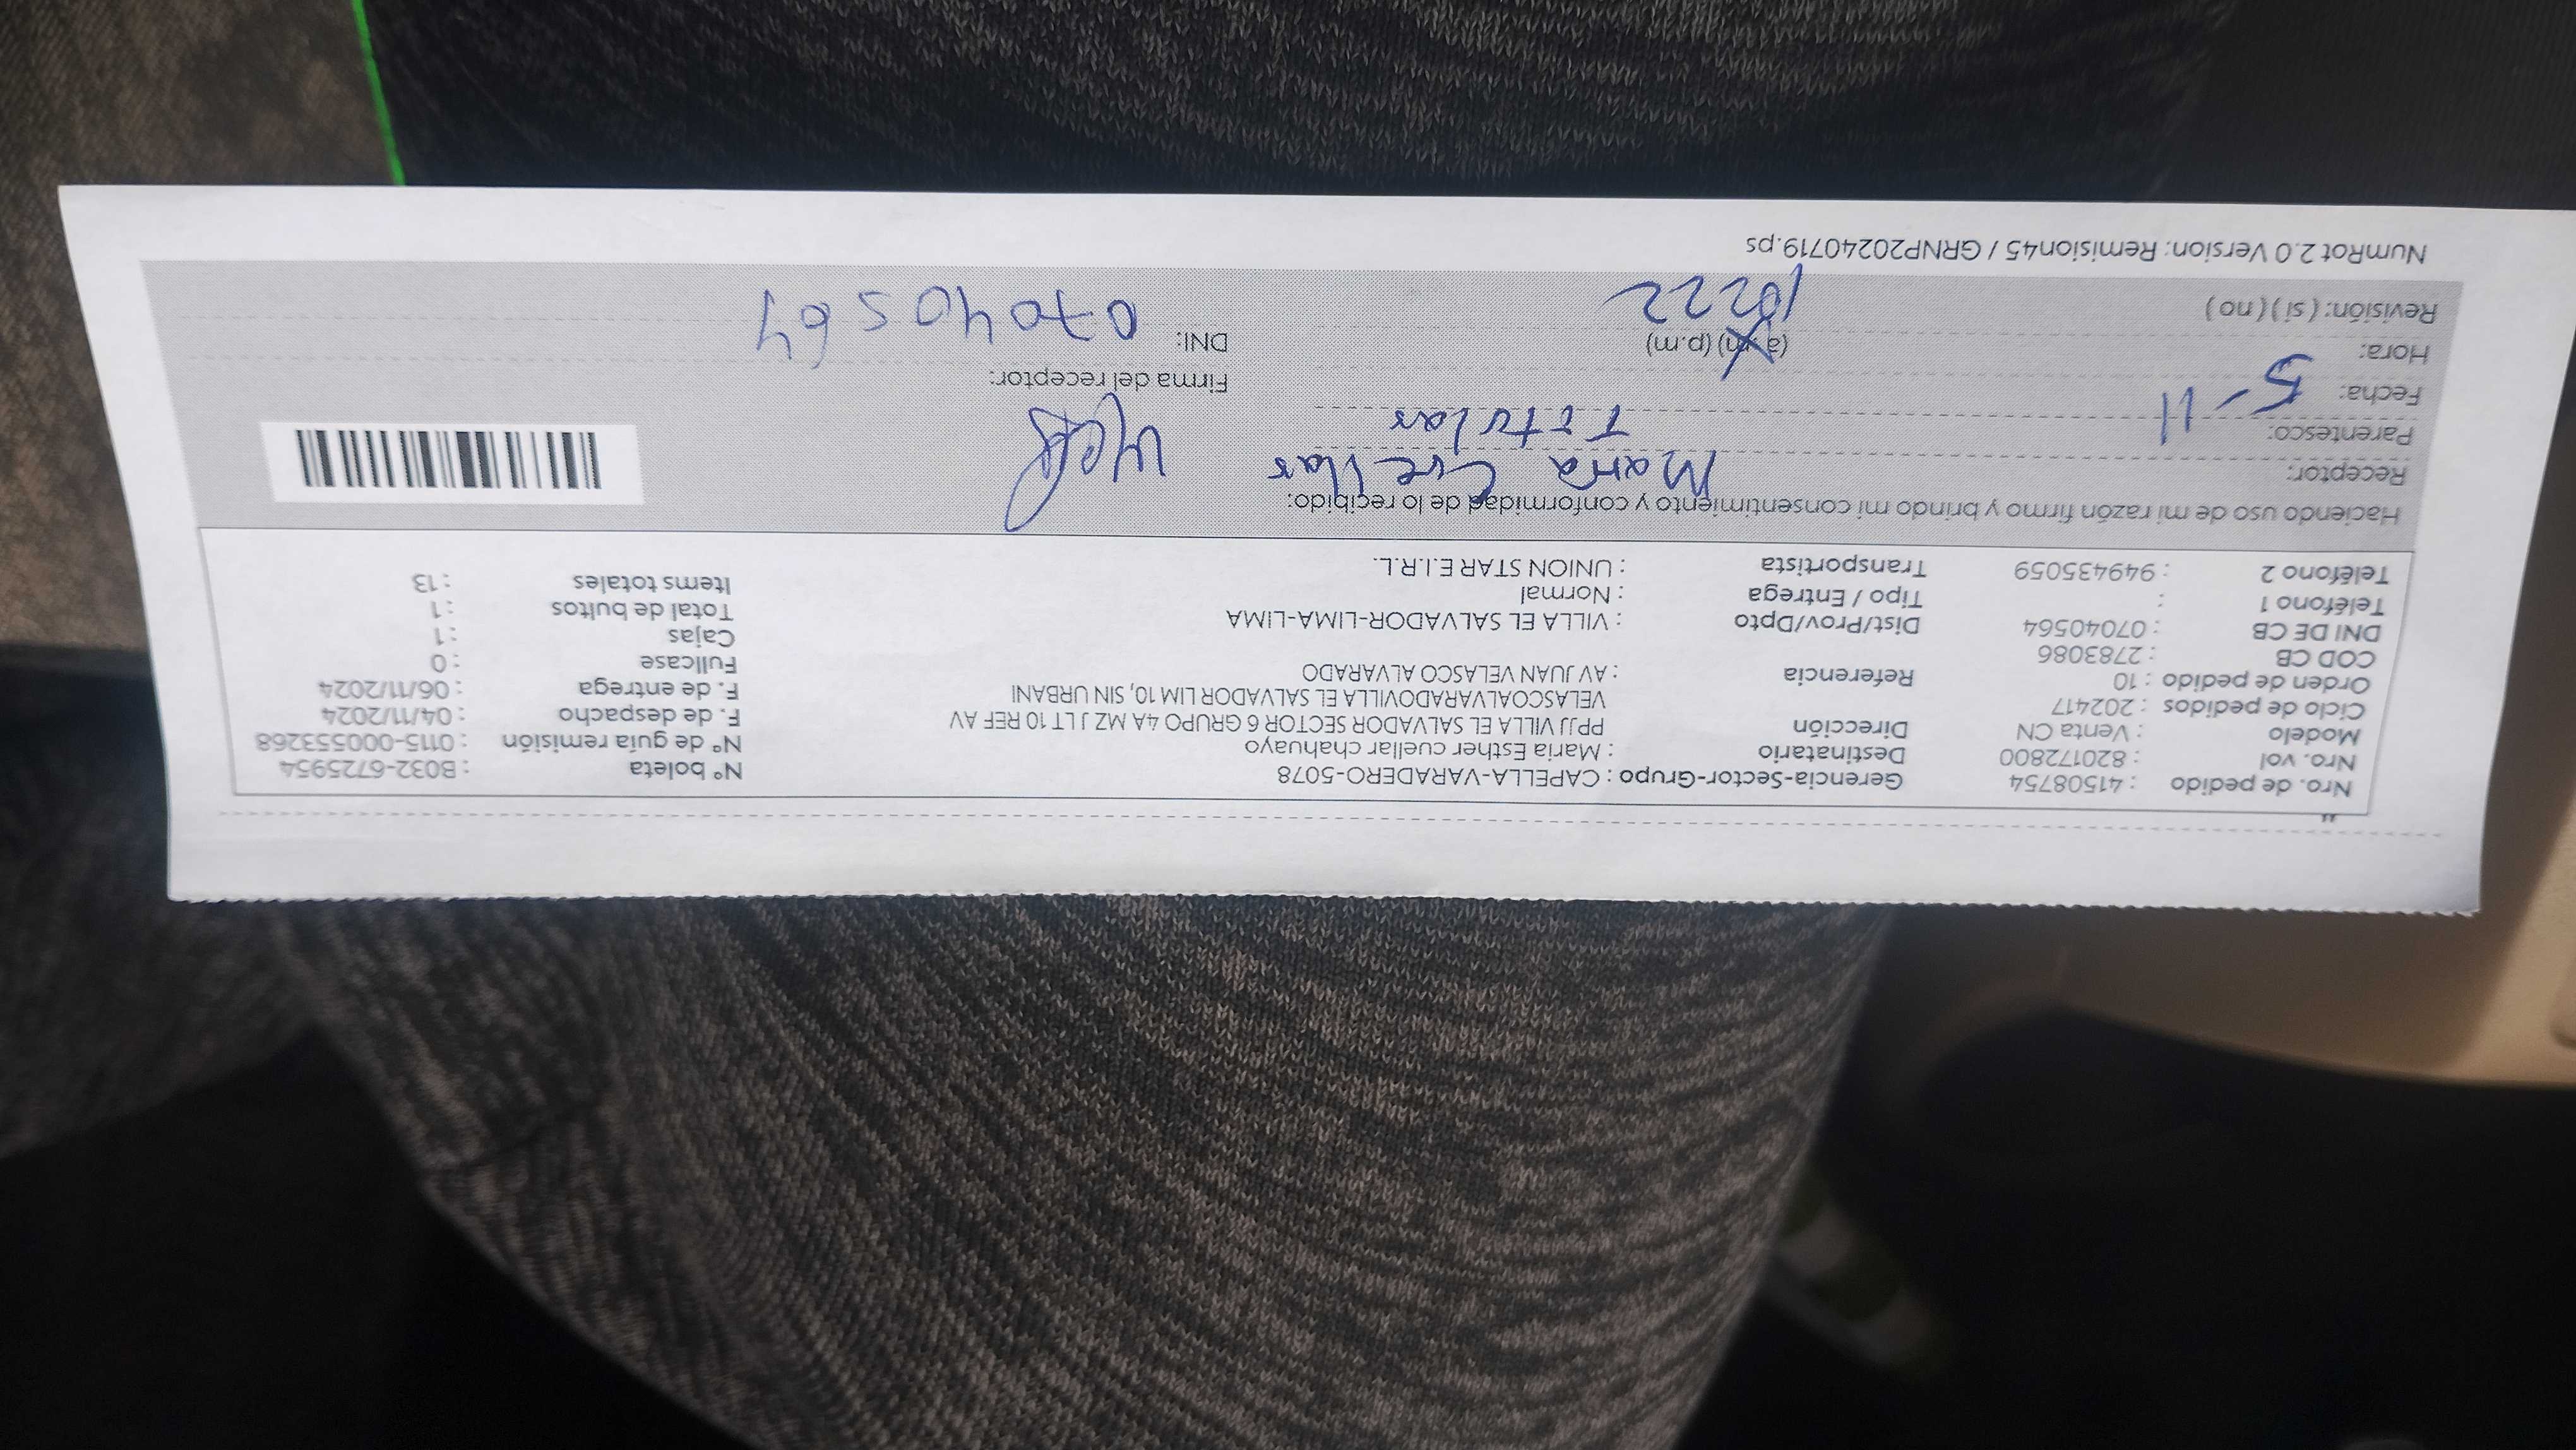 Nro. de pedido : 41508754 Gerencia-Sector-Grupo : CAPELLA-VARADERO-5078 N° boleta : B032-6725954
Nro. vol : 820172800 Destinatario : Maria Esther cuellar chahuayo N° de guía remisión : 0115-000553268
Modelo : Venta CN Dirección PPJJ VILLA EL SALVADOR SECTOR 6 GRUPO 4A MZ J LT 10 REF AV F. de despacho : 04/11/2024
Ciclo de pedidos : 202417 VELASCOALVARADOVILLA EL SALVADOR LIM 10, SIN URBANI F. de entrega : 06/11/2024
Orden de pedido : 10 Referencia : AV JUAN VELASCO ALVARADO Fullcase : 0
COD CB : 2783086 Cajas : 1
DNI DE CB : 07040564 Dist/Prov/Dpto : VILLA EL SALVADOR-LIMA-LIMA Total de bultos : 1
Teléfono 1 : Tipo / Entrega : Normal Items totales : 13
Teléfono 2 : 949435059 Transportista : UNION STAR E.I.R.L.
Haciendo uso de mi razón firmo y brindo mi consentimiento y conformidad de lo recibido:
Receptor: Maria Cuellar
Parentesco: Titular
Fecha: 5-11 Firma del receptor:
Hora: (a.m) (p.m) DNI: 07040564
Revisión: ( si ) ( no )
NumRot 2.0 Version: Remision45 / GRNP20240719.ps